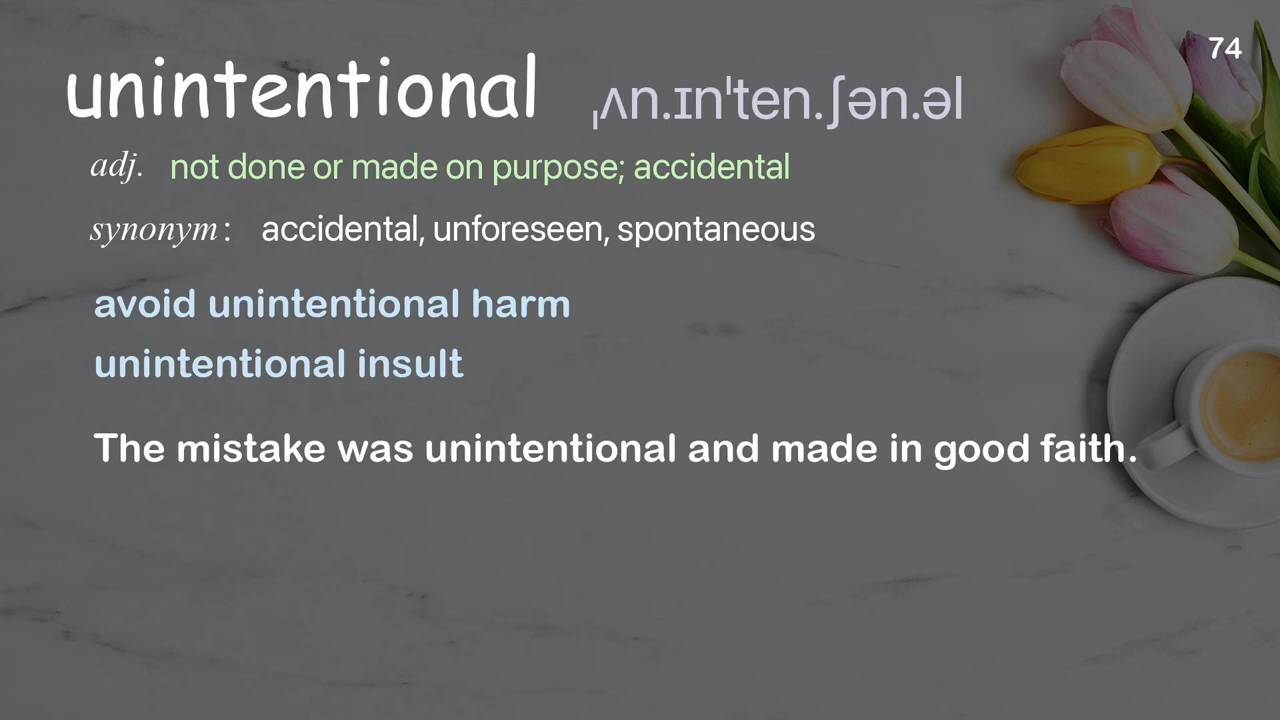 74
unintentional ˌʌn.ɪnˈten.ʃən.əl
adj. not done or made on purpose; accidental
synonym: accidental, unforeseen, spontaneous
avoid unintentional harm
unintentional insult
The mistake was unintentional and made in good faith.